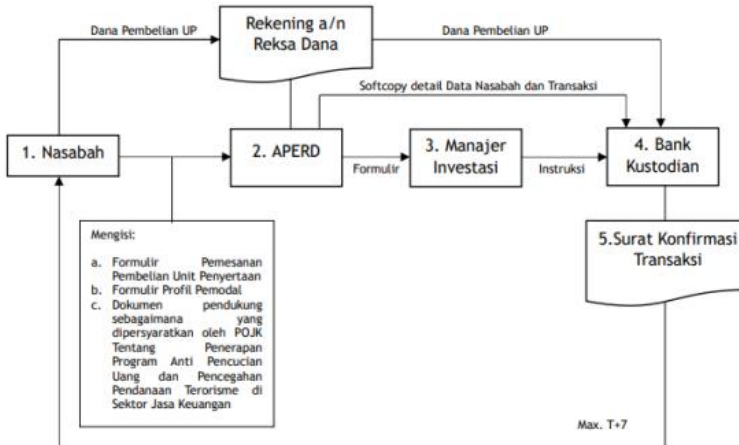 Dana Pembelian UP
Rekening a/n
Reksa Dana
Dana Pembelian UP
Softcopy detail Data Nasabah dan Transaksi
1. Nasabah
2. APERD
Formulir
3. Manajer
Investasi
Instruksi
4. Bank
Kustodian
Mengisi:
a. Formulir Pemesanan
Pembelian Unit Penyertaan
b. Formulir Profil Pemodal
c. Dokumen pendukung
sebagaimana yang
dipersyaratkan oleh POJK
Tentang Penerapan
Program Anti Pencucian
Uang dan Pencegahan
Pendanaan Terorisme di
Sektor Jasa Keuangan
5.Surat Konfirmasi
Transaksi
Max. T+7